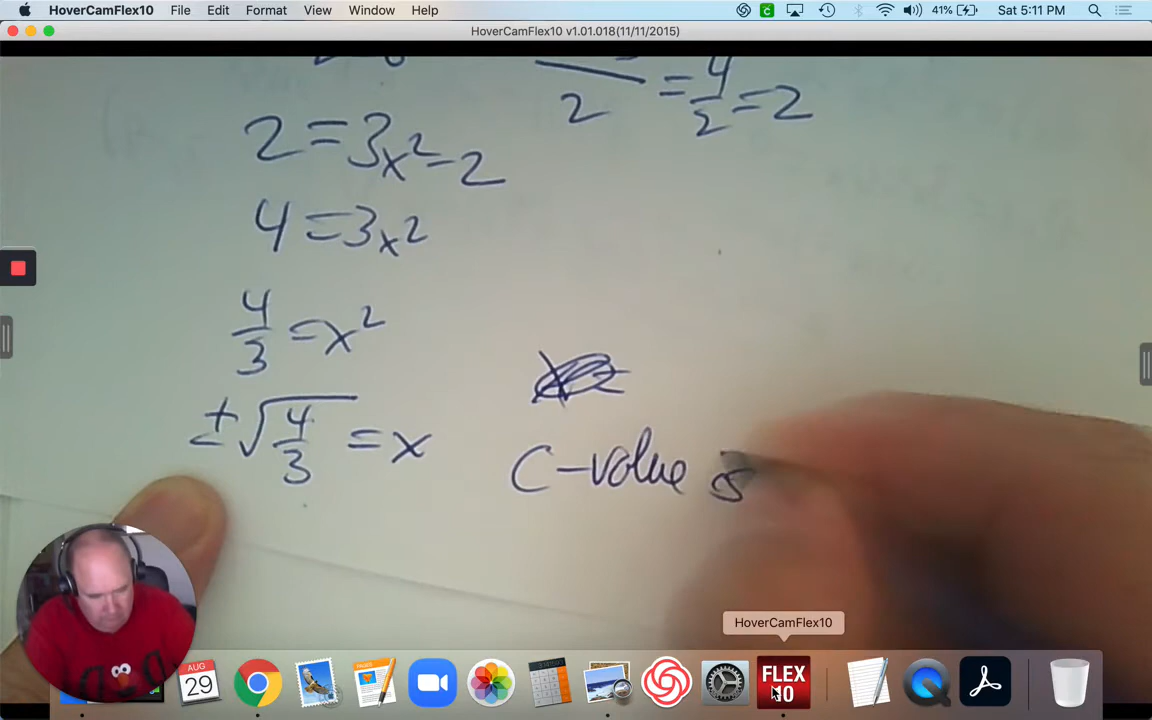 HoverCamFlex10 File Edit Format View Window Help 41% Sat 5:11 PM
HoverCamFlex10 v1.01.018(11/11/2015)
2 = 4/2 = 2
2 = 3x² - 2
4 = 3x²
4/3 = x²
±√4/3 = x
C-value
HoverCamFlex10
AUG
29
PAGES
FLEX
10